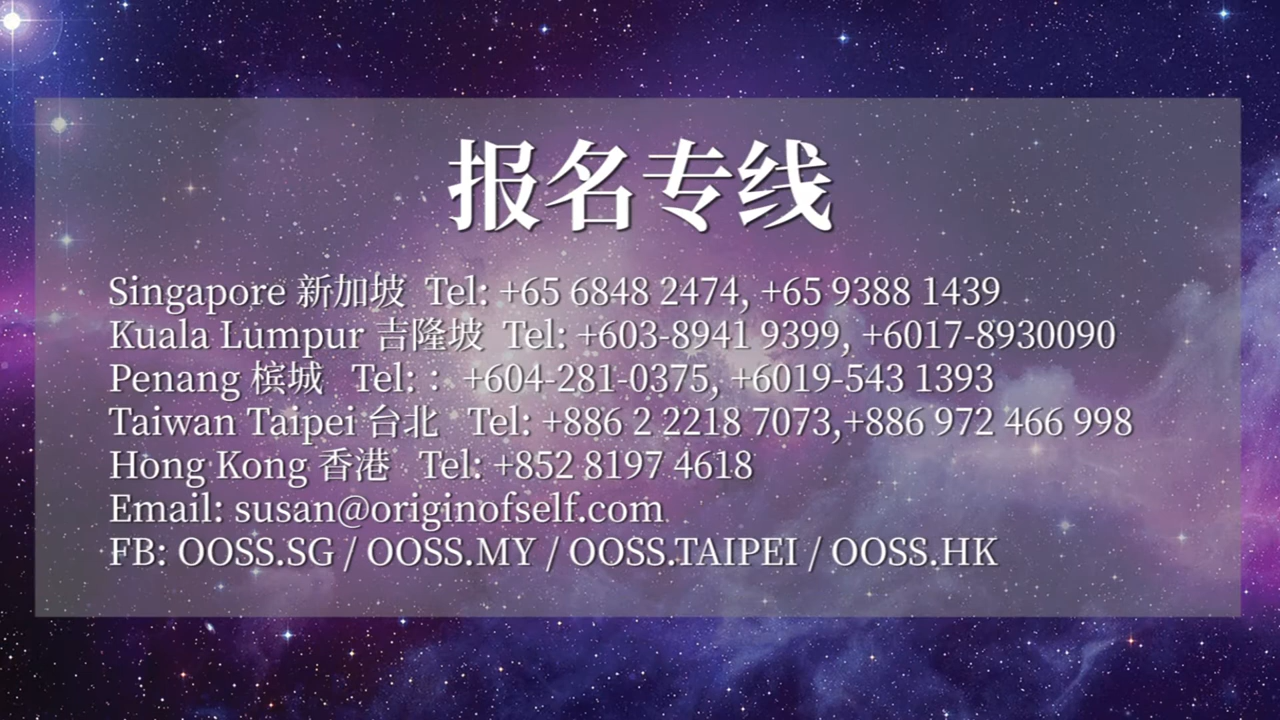 报名专线
Singapore 新加坡 Tel: +65 6848 2474, +65 9388 1439
Kuala Lumpur 吉隆坡 Tel: +603-8941 9399, +6017-8930090
Penang 槟城 Tel: : +604-281-0375, +6019-543 1393
Taiwan Taipei 台北 Tel: +886 2 2218 7073,+886 972 466 998
Hong Kong 香港 Tel: +852 8197 4618
Email: susan@originofself.com
FB: OOSS.SG / OOSS.MY / OOSS.TAIPEI / OOSS.HK